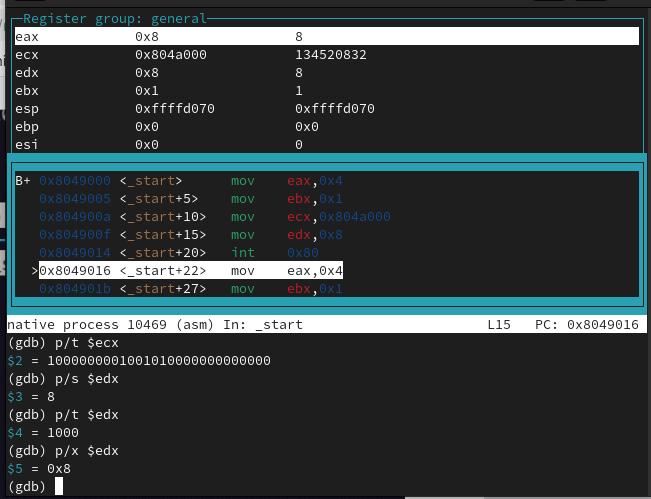 Register group: general
eax 0x8 8
ecx 0x804a000 134520832
edx 0x8 8
ebx 0x1 1
esp 0xffffd070 0xffffd070
ebp 0x0 0x0
esi 0x0 0
B+ 0x8049000 <_start> mov eax,0x4
0x8049005 <_start+5> mov ebx,0x1
0x804900a <_start+10> mov ecx,0x804a000
0x804900f <_start+15> mov edx,0x8
0x8049014 <_start+20> int 0x80
>0x8049016 <_start+22> mov eax,0x4
0x804901b <_start+27> mov ebx,0x1
native process 10469 (asm) In: _start L15 PC: 0x8049016
(gdb) p/t $ecx
$2 = 1000000001001010000000000000
(gdb) p/s $edx
$3 = 8
(gdb) p/t $edx
$4 = 1000
(gdb) p/x $edx
$5 = 0x8
(gdb)